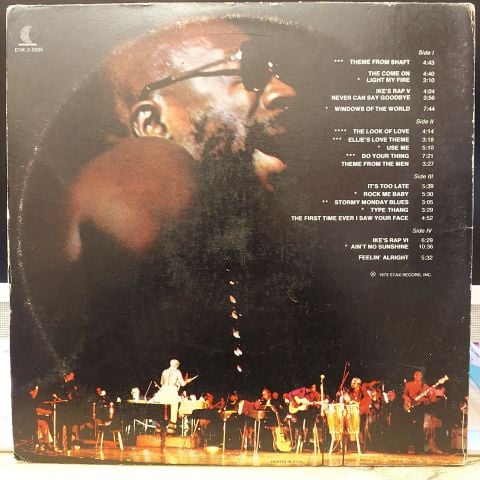 ENX-2-5006
Side I
*** THEME FROM SHAFT 4:43
THE COME ON 4:40
* LIGHT MY FIRE 3:10
IKE'S RAP V 4:04
NEVER CAN SAY GOODBYE 3:56
WINDOWS OF THE WORLD 7:44
Side II
**** THE LOOK OF LOVE 4:14
*** ELLIE'S LOVE THEME 3:18
* USE ME 5:10
*** DO YOUR THING 7:21
THEME FROM THE MEN 3:27
Side III
IT'S TOO LATE 5:39
* ROCK ME BABY 5:30
** STORMY MONDAY BLUES 3:05
* TYPE THANG 3:29
THE FIRST TIME EVER I SAW YOUR FACE 4:52
Side IV
IKE'S RAP VI 6:29
* AIN'T NO SUNSHINE 10:36
FEELIN' ALRIGHT 5:32
℗ 1973 STAX RECORD, INC.
PRINTED IN U.S.A.